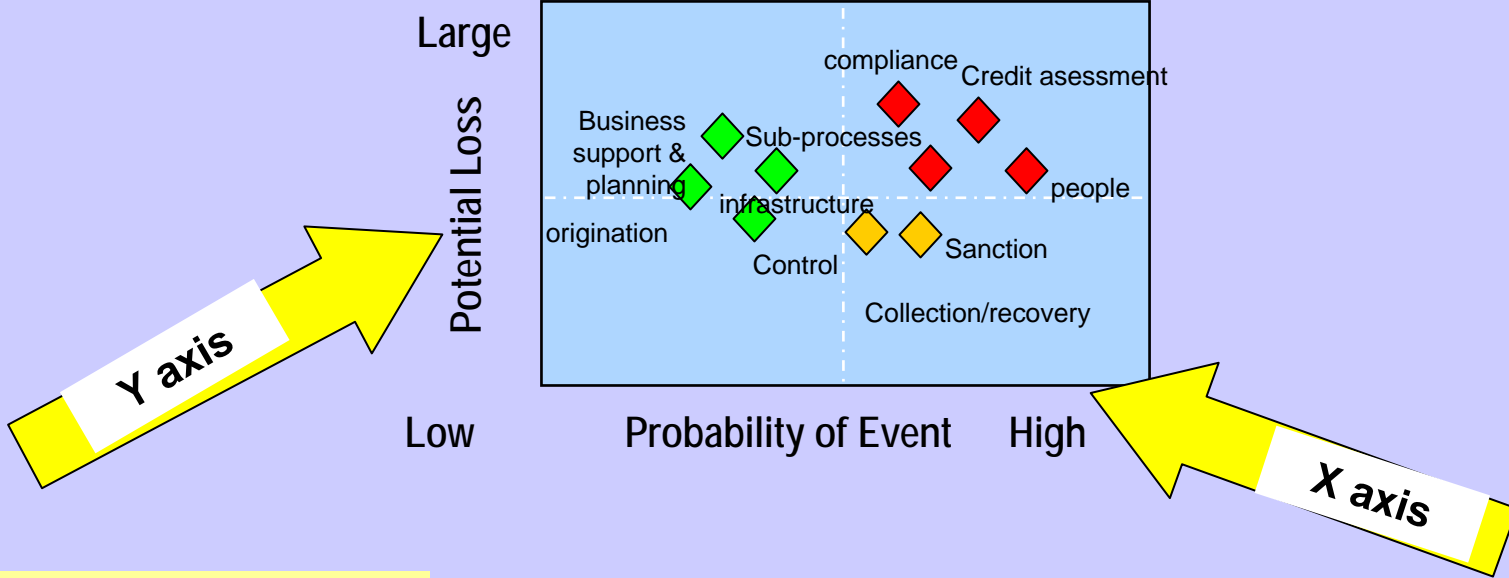 Large
compliance
Credit asessment
Business
support &
planning
Sub-processes
people
infrastructure
origination
Control
Sanction
Collection/recovery
Potential Loss
Y axis
Low
Probability of Event
High
X axis